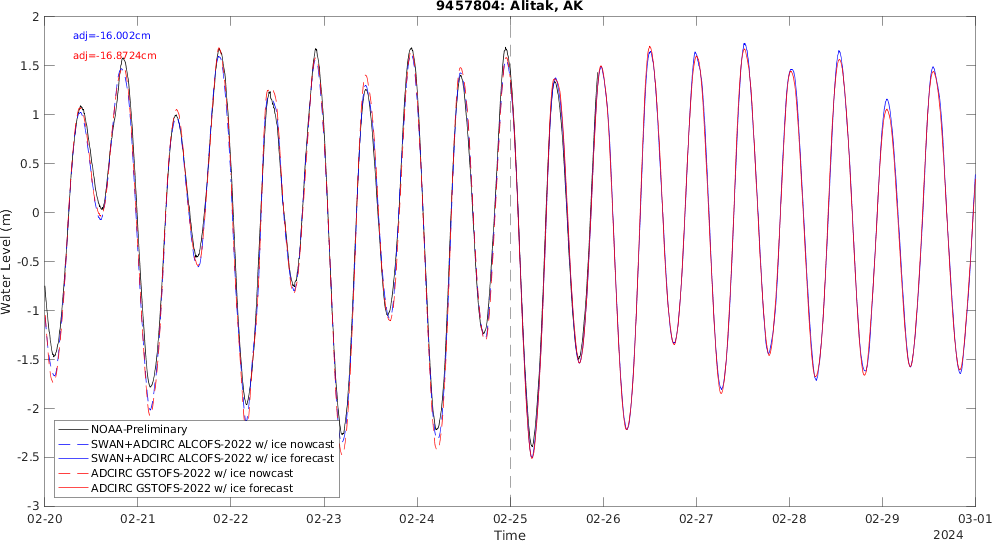 9457804: Alitak, AK
adj=-16.002cm
adj=-16.8724cm
Water Level (m)
2
1.5
1
0.5
0
-0.5
-1
-1.5
-2
-2.5
-3
NOAA-Preliminary
SWAN+ADCIRC ALCOFS-2022 w/ ice nowcast
SWAN+ADCIRC ALCOFS-2022 w/ ice forecast
ADCIRC GSTOFS-2022 w/ ice nowcast
ADCIRC GSTOFS-2022 w/ ice forecast
02-20 02-21 02-22 02-23 02-24 02-25 02-26 02-27 02-28 02-29 03-01
Time
2024